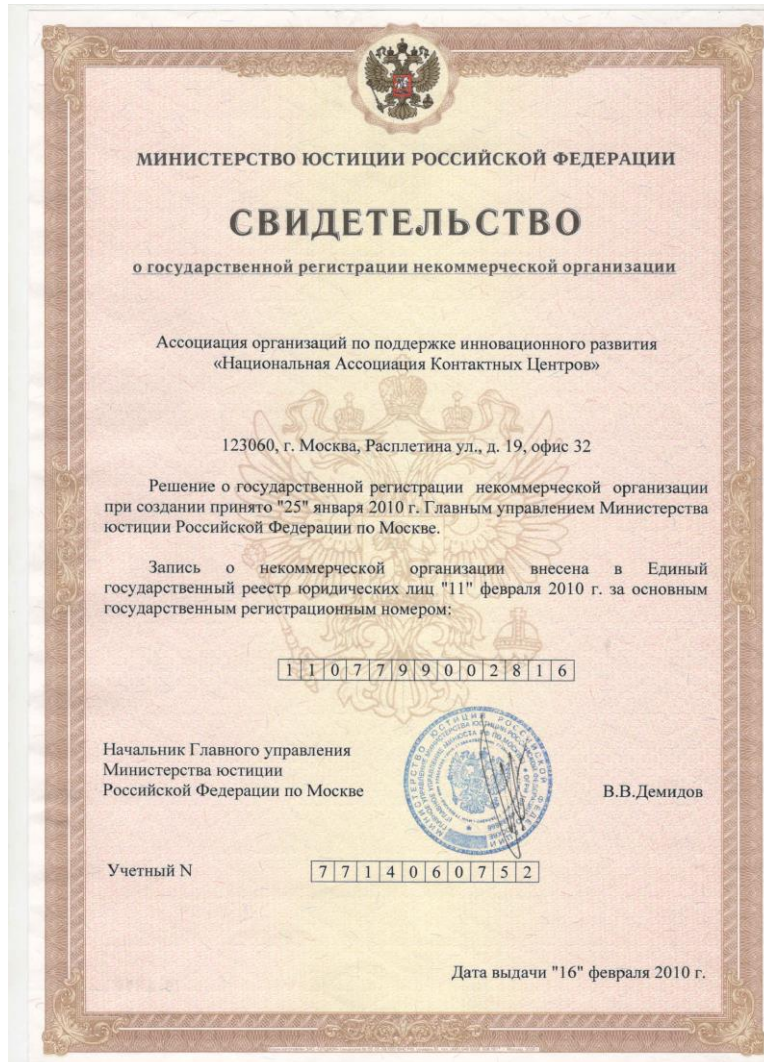 МИНИСТЕРСТВО ЮСТИЦИИ РОССИЙСКОЙ ФЕДЕРАЦИИ
СВИДЕТЕЛЬСТВО
о государственной регистрации некоммерческой организации
Ассоциация организаций по поддержке инновационного развития
«Национальная Ассоциация Контактных Центров»
123060, г. Москва, Расплетина ул., д. 19, офис 32
Решение о государственной регистрации некоммерческой организации
при создании принято "25" января 2010 г. Главным управлением Министерства
юстиции Российской Федерации по Москве.
Запись о некоммерческой организации внесена в Единый
государственный реестр юридических лиц "11" февраля 2010 г. за основным
государственным регистрационным номером:
1107799002816
Начальник Главного управления
Министерства юстиции
Российской Федерации по Москве
В.В.Демидов
Учетный N
7714060752
Дата выдачи "16" февраля 2010 г.